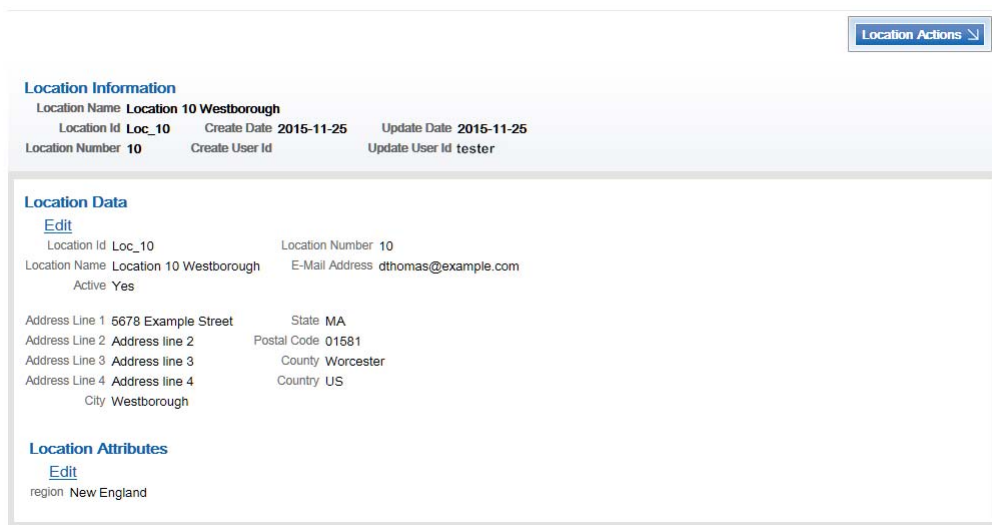 Location Actions
Location Information
Location Name Location 10 Westborough
Location Id Loc_10 Create Date 2015-11-25 Update Date 2015-11-25
Location Number 10 Create User Id Update User Id tester
Location Data
Edit
Location Id Loc_10 Location Number 10
Location Name Location 10 Westborough E-Mail Address dthomas@example.com
Active Yes
Address Line 1 5678 Example Street State MA
Address Line 2 Address line 2 Postal Code 01581
Address Line 3 Address line 3 County Worcester
Address Line 4 Address line 4 Country US
City Westborough
Location Attributes
Edit
region New England